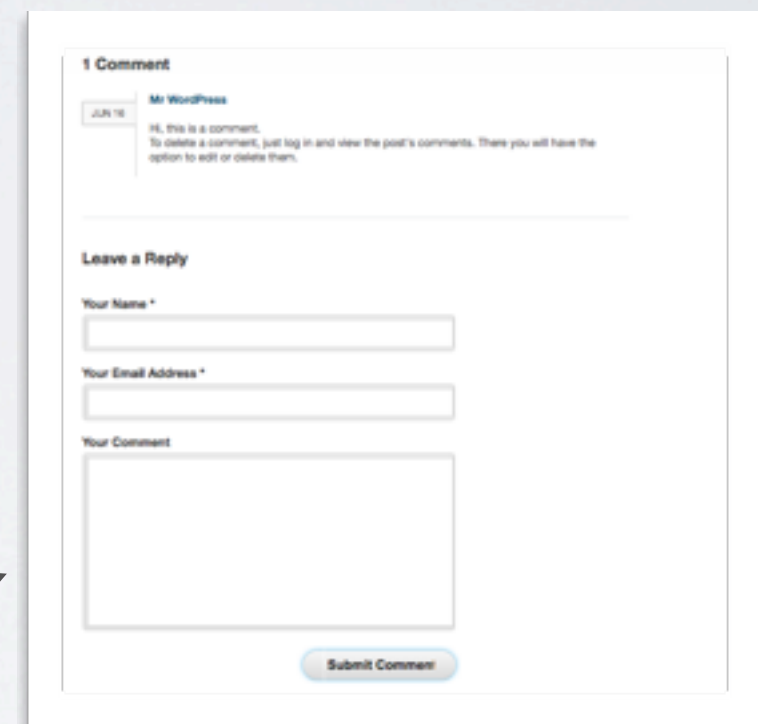 1 Comment
Mr WordPress
JUN 16
Hi, this is a comment.
To delete a comment, just log in and view the post's comments. There you will have the
option to edit or delete them.
Leave a Reply
Your Name *
Your Email Address *
Your Comment
Submit Comment